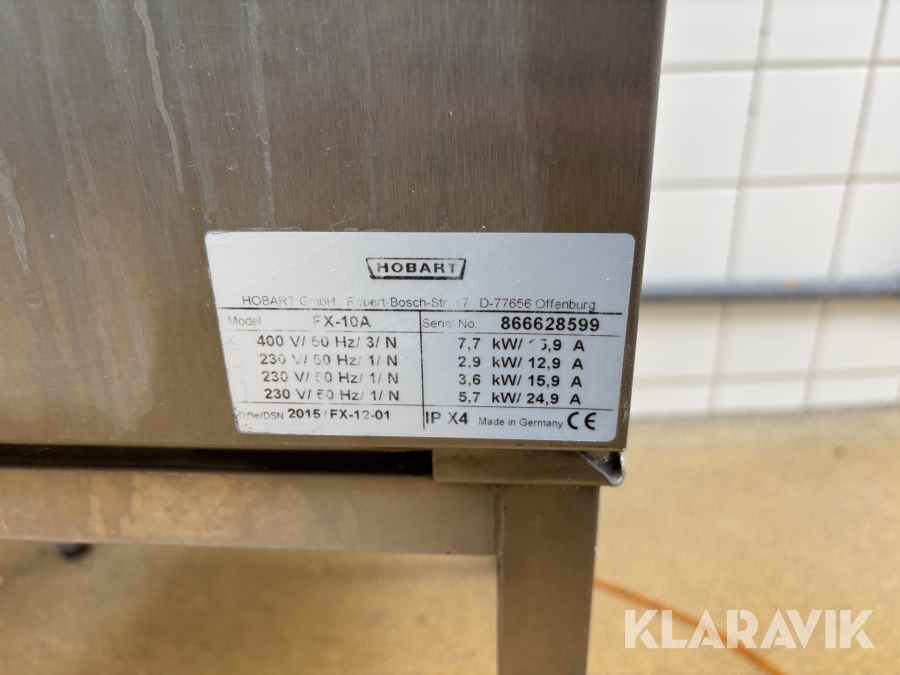 HOBART
HOBART GmbH Robert-Bosch-Str. 17 D-77656 Offenburg
Model FX-10A Serial No. 866628599
X 400 V/ 50 Hz/ 3/ N 7,7 kW/ 15,9 A
230 V/ 50 Hz/ 1/ N 2,9 kW/ 12,9 A
230 V/ 50 Hz/ 1/ N 3,6 kW/ 15,9 A
230 V/ 50 Hz/ 1/ N 5,7 kW/ 24,9 A
2015/FX-12-01 IP X4 Made in Germany CE
KLARAVIK